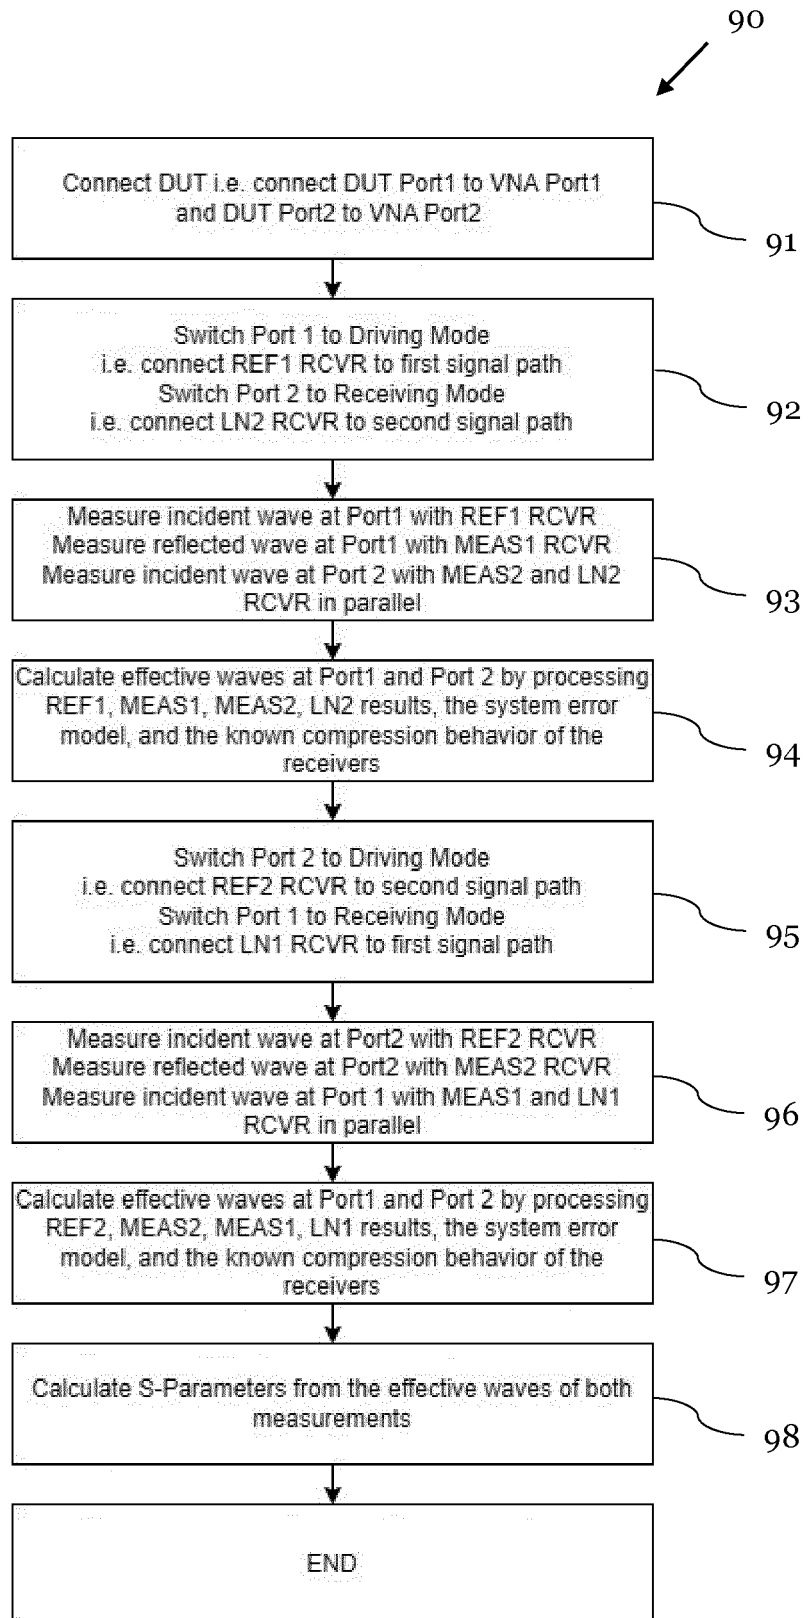 90
Connect DUT i.e. connect DUT Port1 to VNA Port1
and DUT Port2 to VNA Port2
91
Switch Port 1 to Driving Mode
i.e. connect REF1 RCVR to first signal path
Switch Port 2 to Receiving Mode
i.e. connect LN2 RCVR to second signal path
92
Measure incident wave at Port1 with REF1 RCVR
Measure reflected wave at Port1 with MEAS1 RCVR
Measure incident wave at Port 2 with MEAS2 and LN2
RCVR in parallel
93
Calculate effective waves at Port1 and Port 2 by processing
REF1, MEAS1, MEAS2, LN2 results, the system error
model, and the known compression behavior of the
receivers
94
Switch Port 2 to Driving Mode
i.e. connect REF2 RCVR to second signal path
Switch Port 1 to Receiving Mode
i.e. connect LN1 RCVR to first signal path
95
Measure incident wave at Port2 with REF2 RCVR
Measure reflected wave at Port2 with MEAS2 RCVR
Measure incident wave at Port 1 with MEAS1 and LN1
RCVR in parallel
96
Calculate effective waves at Port1 and Port 2 by processing
REF2, MEAS2, MEAS1, LN1 results, the system error
model, and the known compression behavior of the
receivers
97
Calculate S-Parameters from the effective waves of both
measurements
98
END